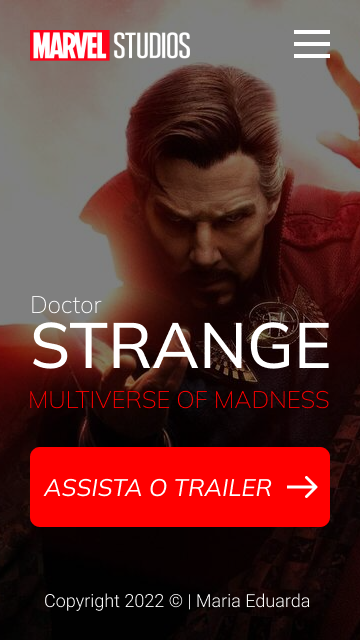 MARVEL STUDIOS
Doctor
STRANGE
MULTIVERSE OF MADNESS
ASSISTA O TRAILER
Copyright 2022 © | Maria Eduarda